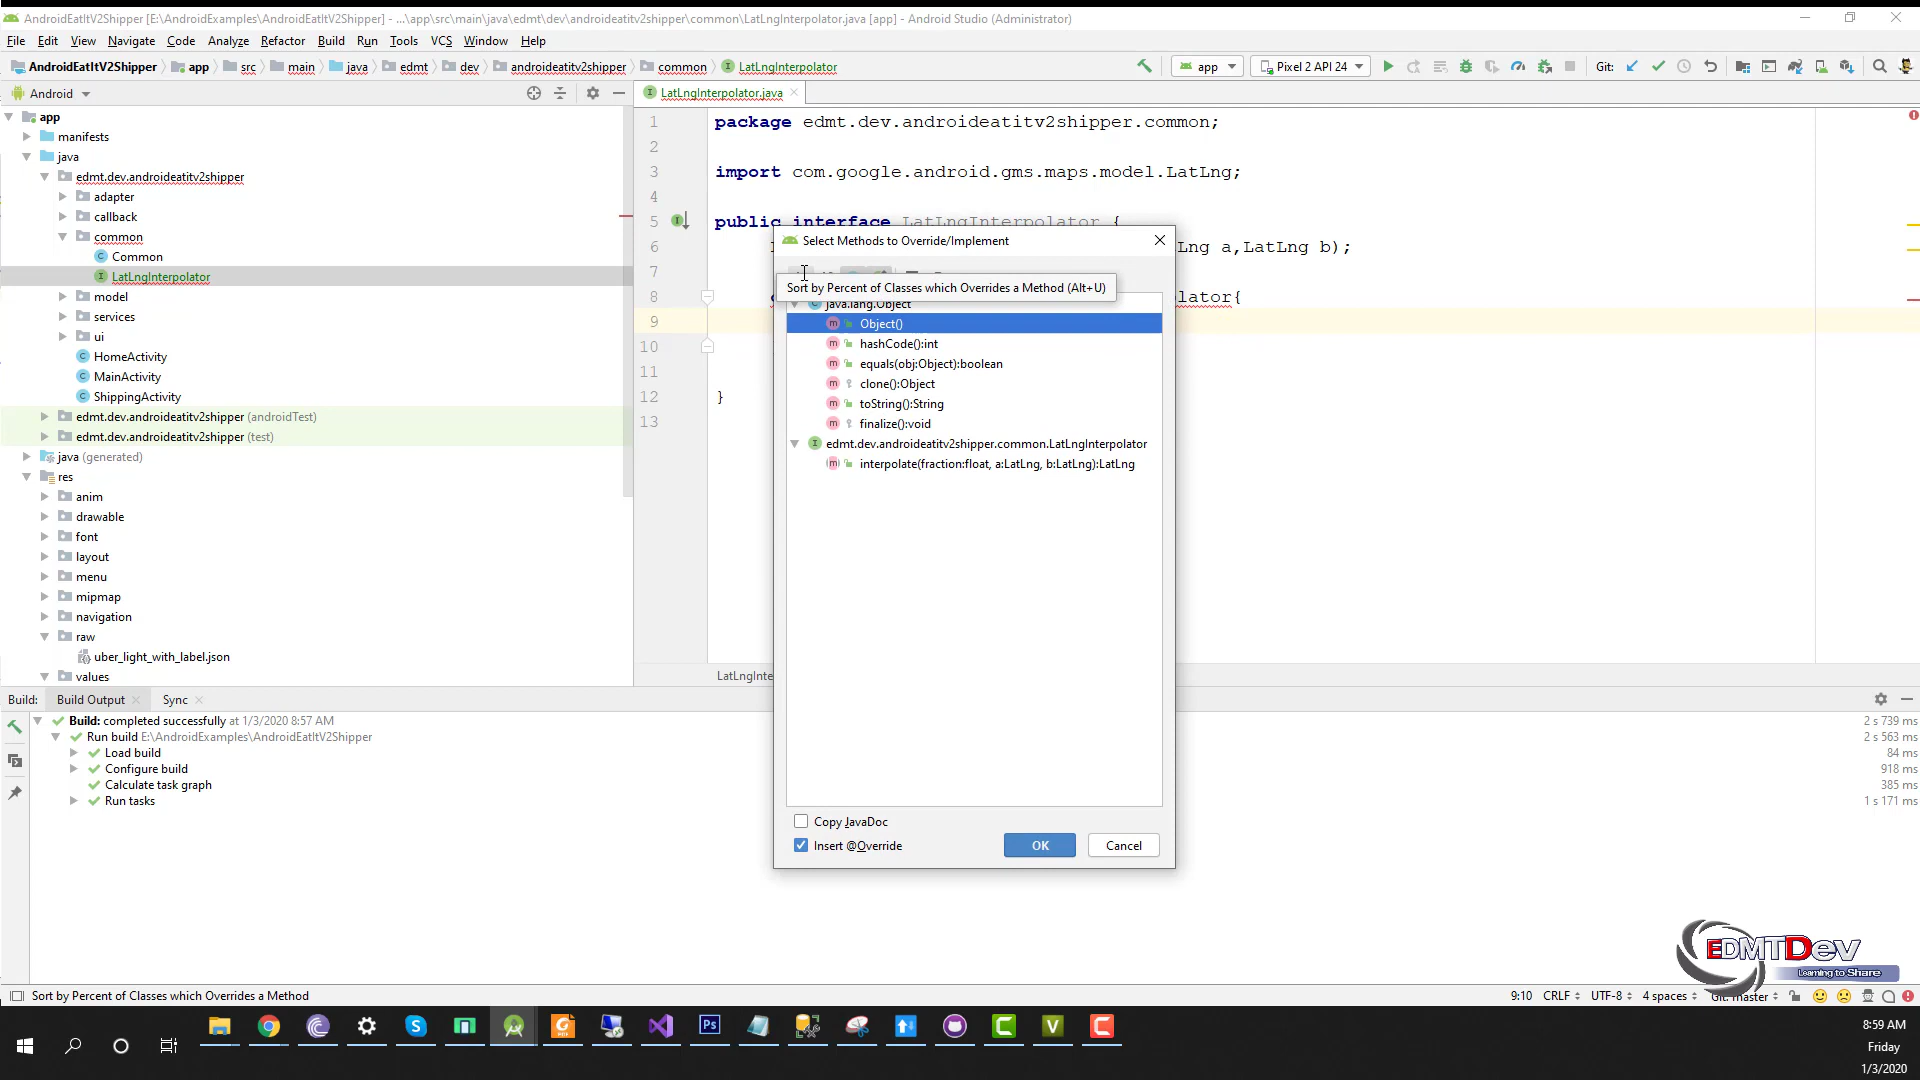 AndroidEatItV2Shipper [E:\AndroidExamples\AndroidEatItV2Shipper] - ...\app\src\main\java\edmt\dev\androideatitv2shipper\common\LatLngInterpolator.java [app] - Android Studio (Administrator)
File Edit View Navigate Code Analyze Refactor Build Run Tools VCS Window Help
AndroidEatItV2Shipper app src main java edmt dev androideatitv2shipper common LatLngInterpolator app Pixel 2 API 24 Git:
Android
LatLngInterpolator.java
app
manifests
java
edmt.dev.androideatitv2shipper
adapter
callback
common
Common
LatLngInterpolator
model
services
ui
HomeActivity
MainActivity
ShippingActivity
edmt.dev.androideatitv2shipper (androidTest)
edmt.dev.androideatitv2shipper (test)
java (generated)
res
anim
drawable
font
layout
menu
mipmap
navigation
raw
uber_light_with_label.json
values
1 package edmt.dev.androideatitv2shipper.common;
2
3 import com.google.android.gms.maps.model.LatLng;
4
5 public interface LatLngInterpolator {
6 Lng a,LatLng b);
7
8 lator{
9
10
11
12 }
13
LatLngInte
Select Methods to Override/Implement
Sort by Percent of Classes which Overrides a Method (Alt+U)
java.lang.Object
Object()
hashCode():int
equals(obj:Object):boolean
clone():Object
toString():String
finalize():void
edmt.dev.androideatitv2shipper.common.LatLngInterpolator
interpolate(fraction:float, a:LatLng, b:LatLng):LatLng
Copy JavaDoc
Insert @Override
OK Cancel
Build: Build Output Sync
Build: completed successfully at 1/3/2020 8:57 AM 2 s 739 ms
Run build E:\AndroidExamples\AndroidEatItV2Shipper 2 s 563 ms
Load build 84 ms
Configure build 918 ms
Calculate task graph 385 ms
Run tasks 1 s 171 ms
EDMTDev
Learning to Share
Sort by Percent of Classes which Overrides a Method 9:10 CRLF UTF-8 4 spaces Git: master
8:59 AM
Friday
1/3/2020